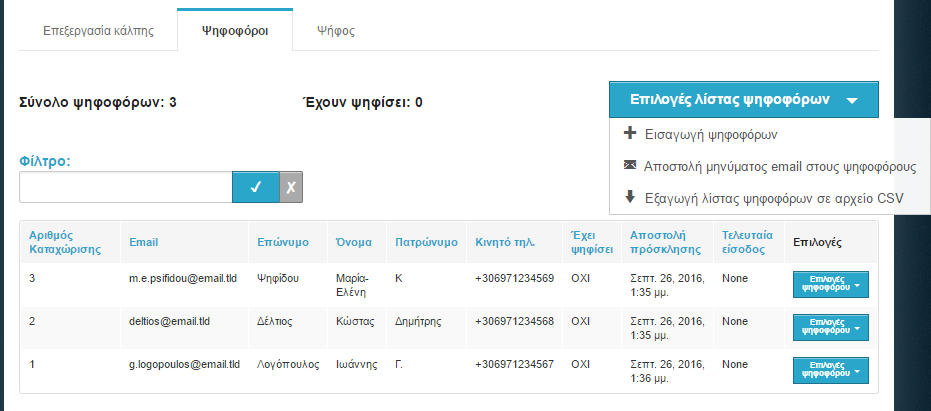 Επεξεργασία κάλπης Ψηφοφόροι Ψήφος
Σύνολο ψηφοφόρων: 3 Έχουν ψηφίσει: 0 Επιλογές λίστας ψηφοφόρων
Εισαγωγή ψηφοφόρων
Αποστολή μηνύματος email στους ψηφοφόρους
Εξαγωγή λίστας ψηφοφόρων σε αρχείο CSV
Φίλτρο:
Αριθμός Καταχώρισης Email Επώνυμο Όνομα Πατρώνυμο Κινητό τηλ. Έχει ψηφίσει Αποστολή πρόσκλησης Τελευταία είσοδος Επιλογές
3 m.e.psifidou@email.tld Ψηφίδου Μαρία-Ελένη Κ +306971234569 ΟΧΙ Σεπτ. 26, 2016, 1:35 μμ. None Επιλογές ψηφοφόρου
2 deltios@email.tld Δέλτιος Κώστας Δημήτρης +306971234568 ΟΧΙ Σεπτ. 26, 2016, 1:35 μμ. None Επιλογές ψηφοφόρου
1 g.logopoulos@email.tld Λογόπουλος Ιωάννης Γ. +306971234567 ΟΧΙ Σεπτ. 26, 2016, 1:36 μμ. None Επιλογές ψηφοφόρου